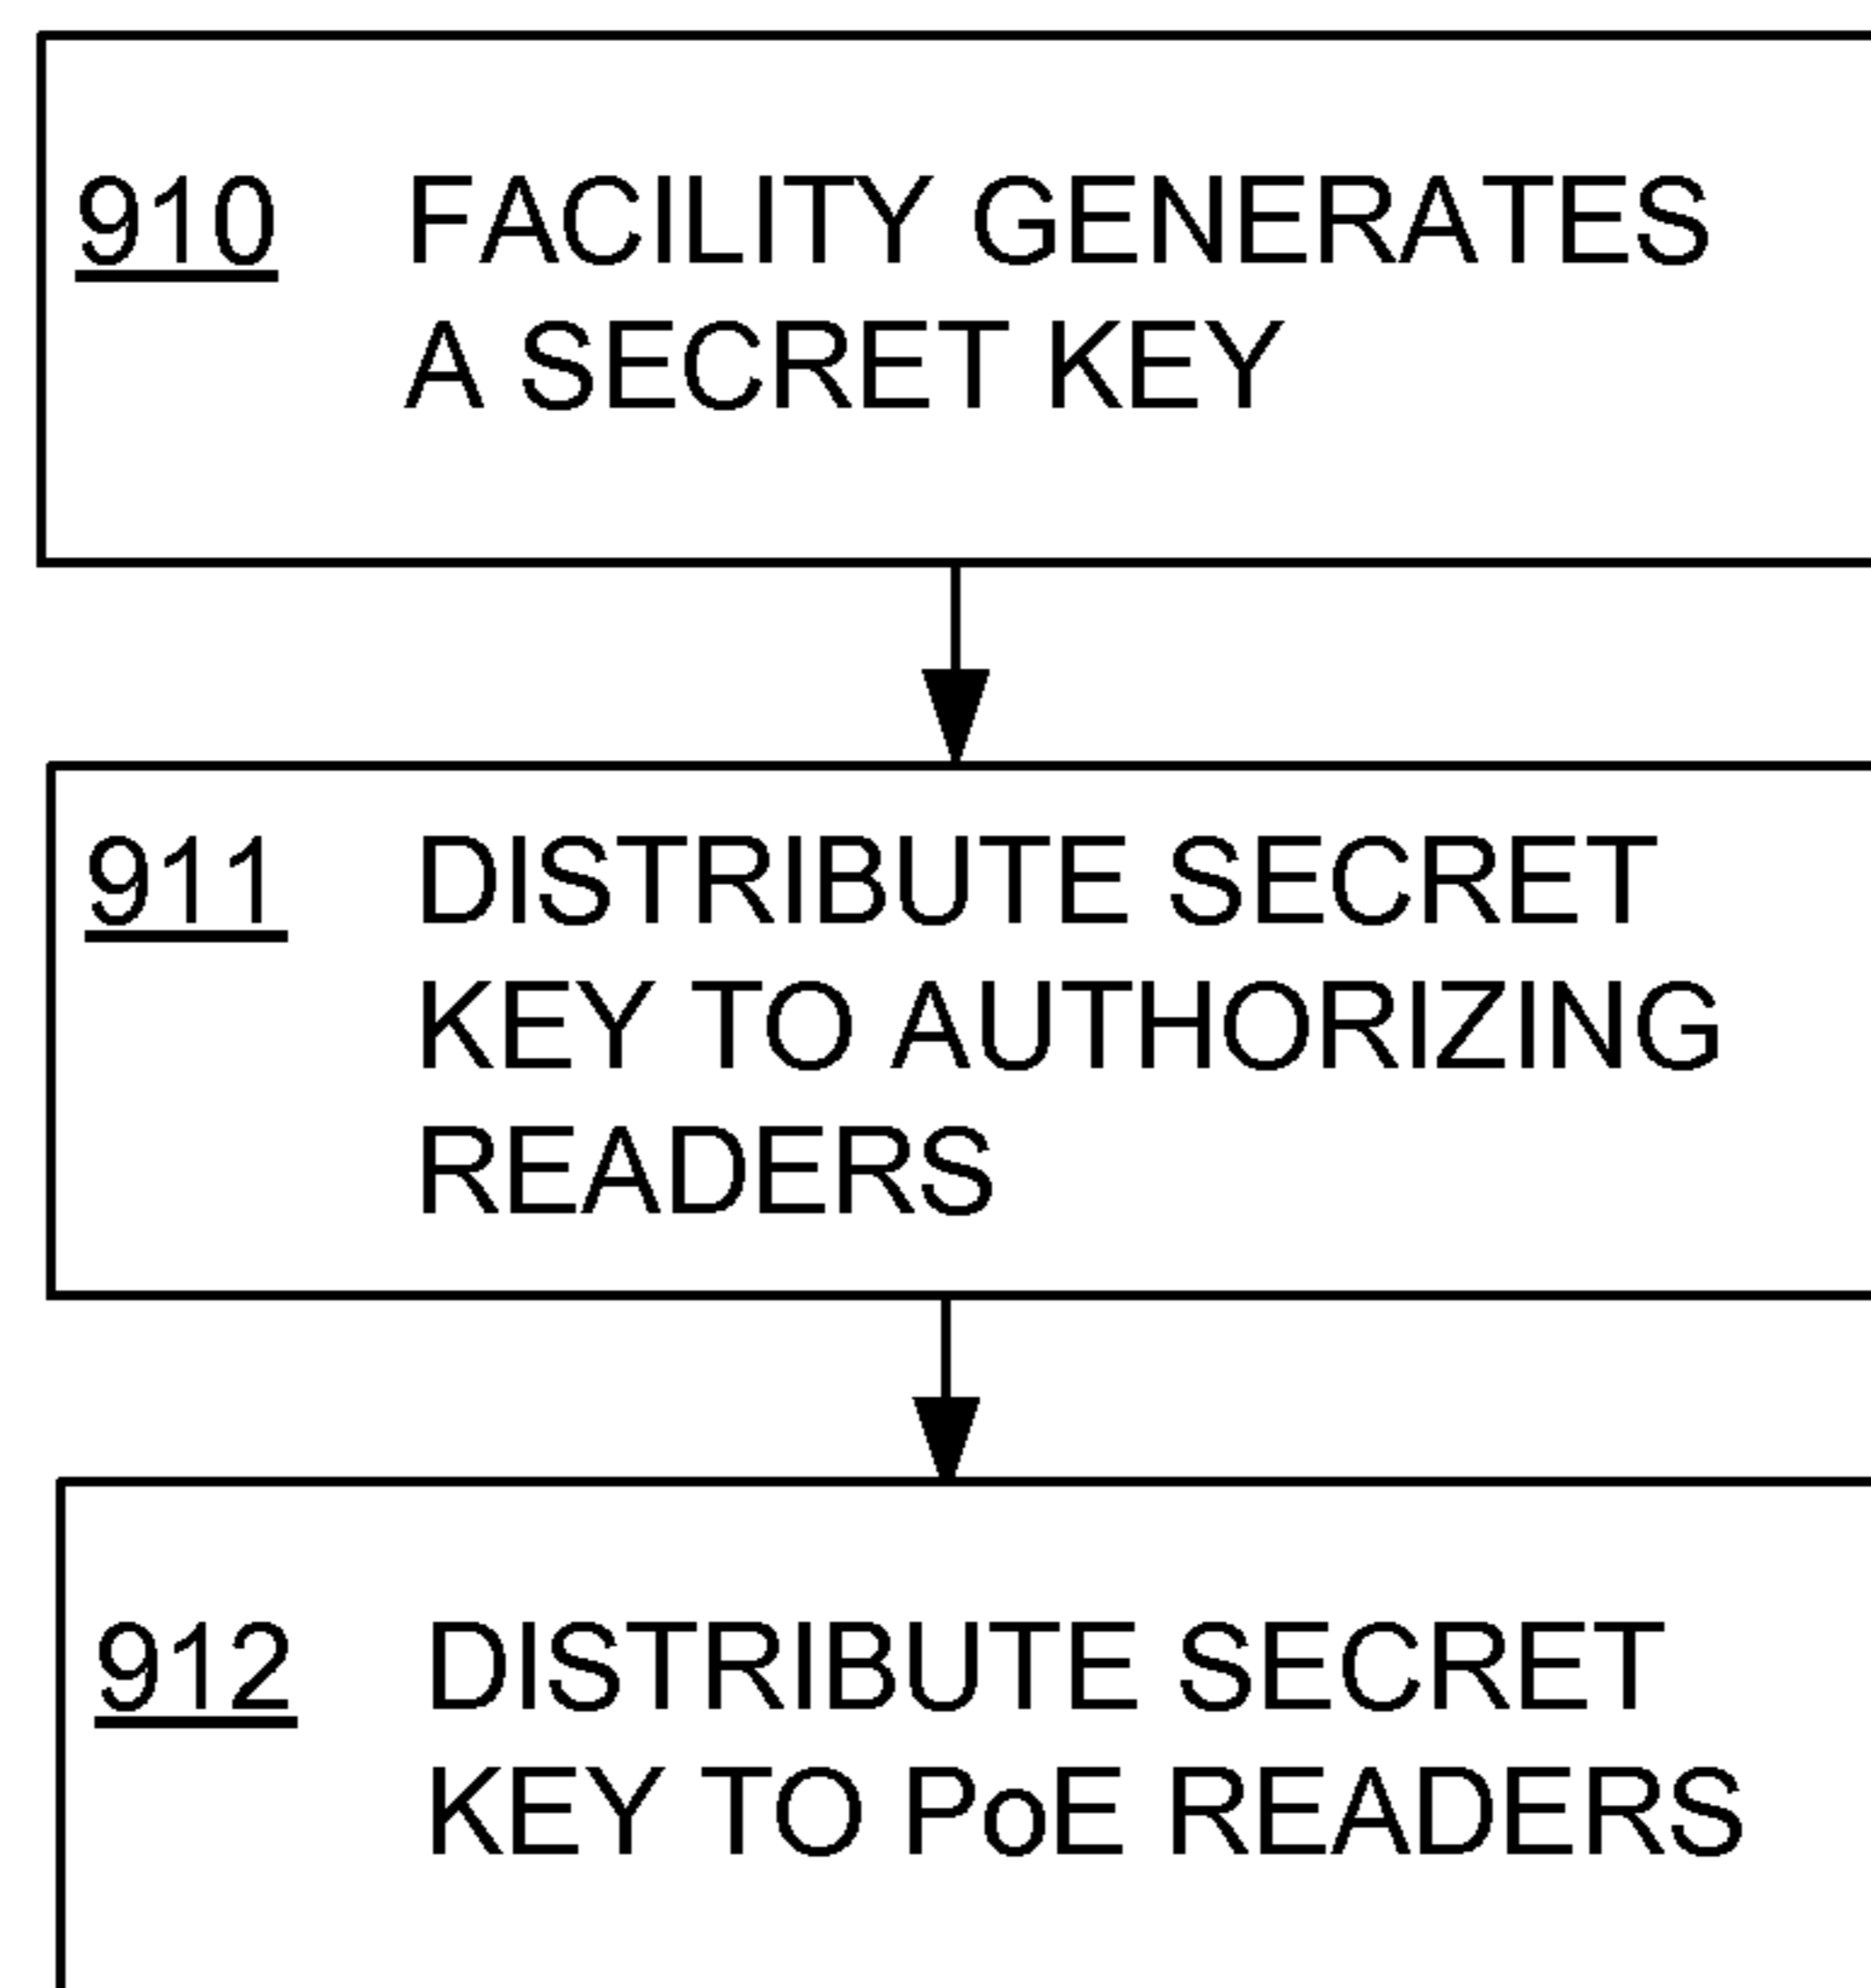 910 FACILITY GENERATES
A SECRET KEY
911 DISTRIBUTE SECRET
KEY TO AUTHORIZING
READERS
912 DISTRIBUTE SECRET
KEY TO PoE READERS